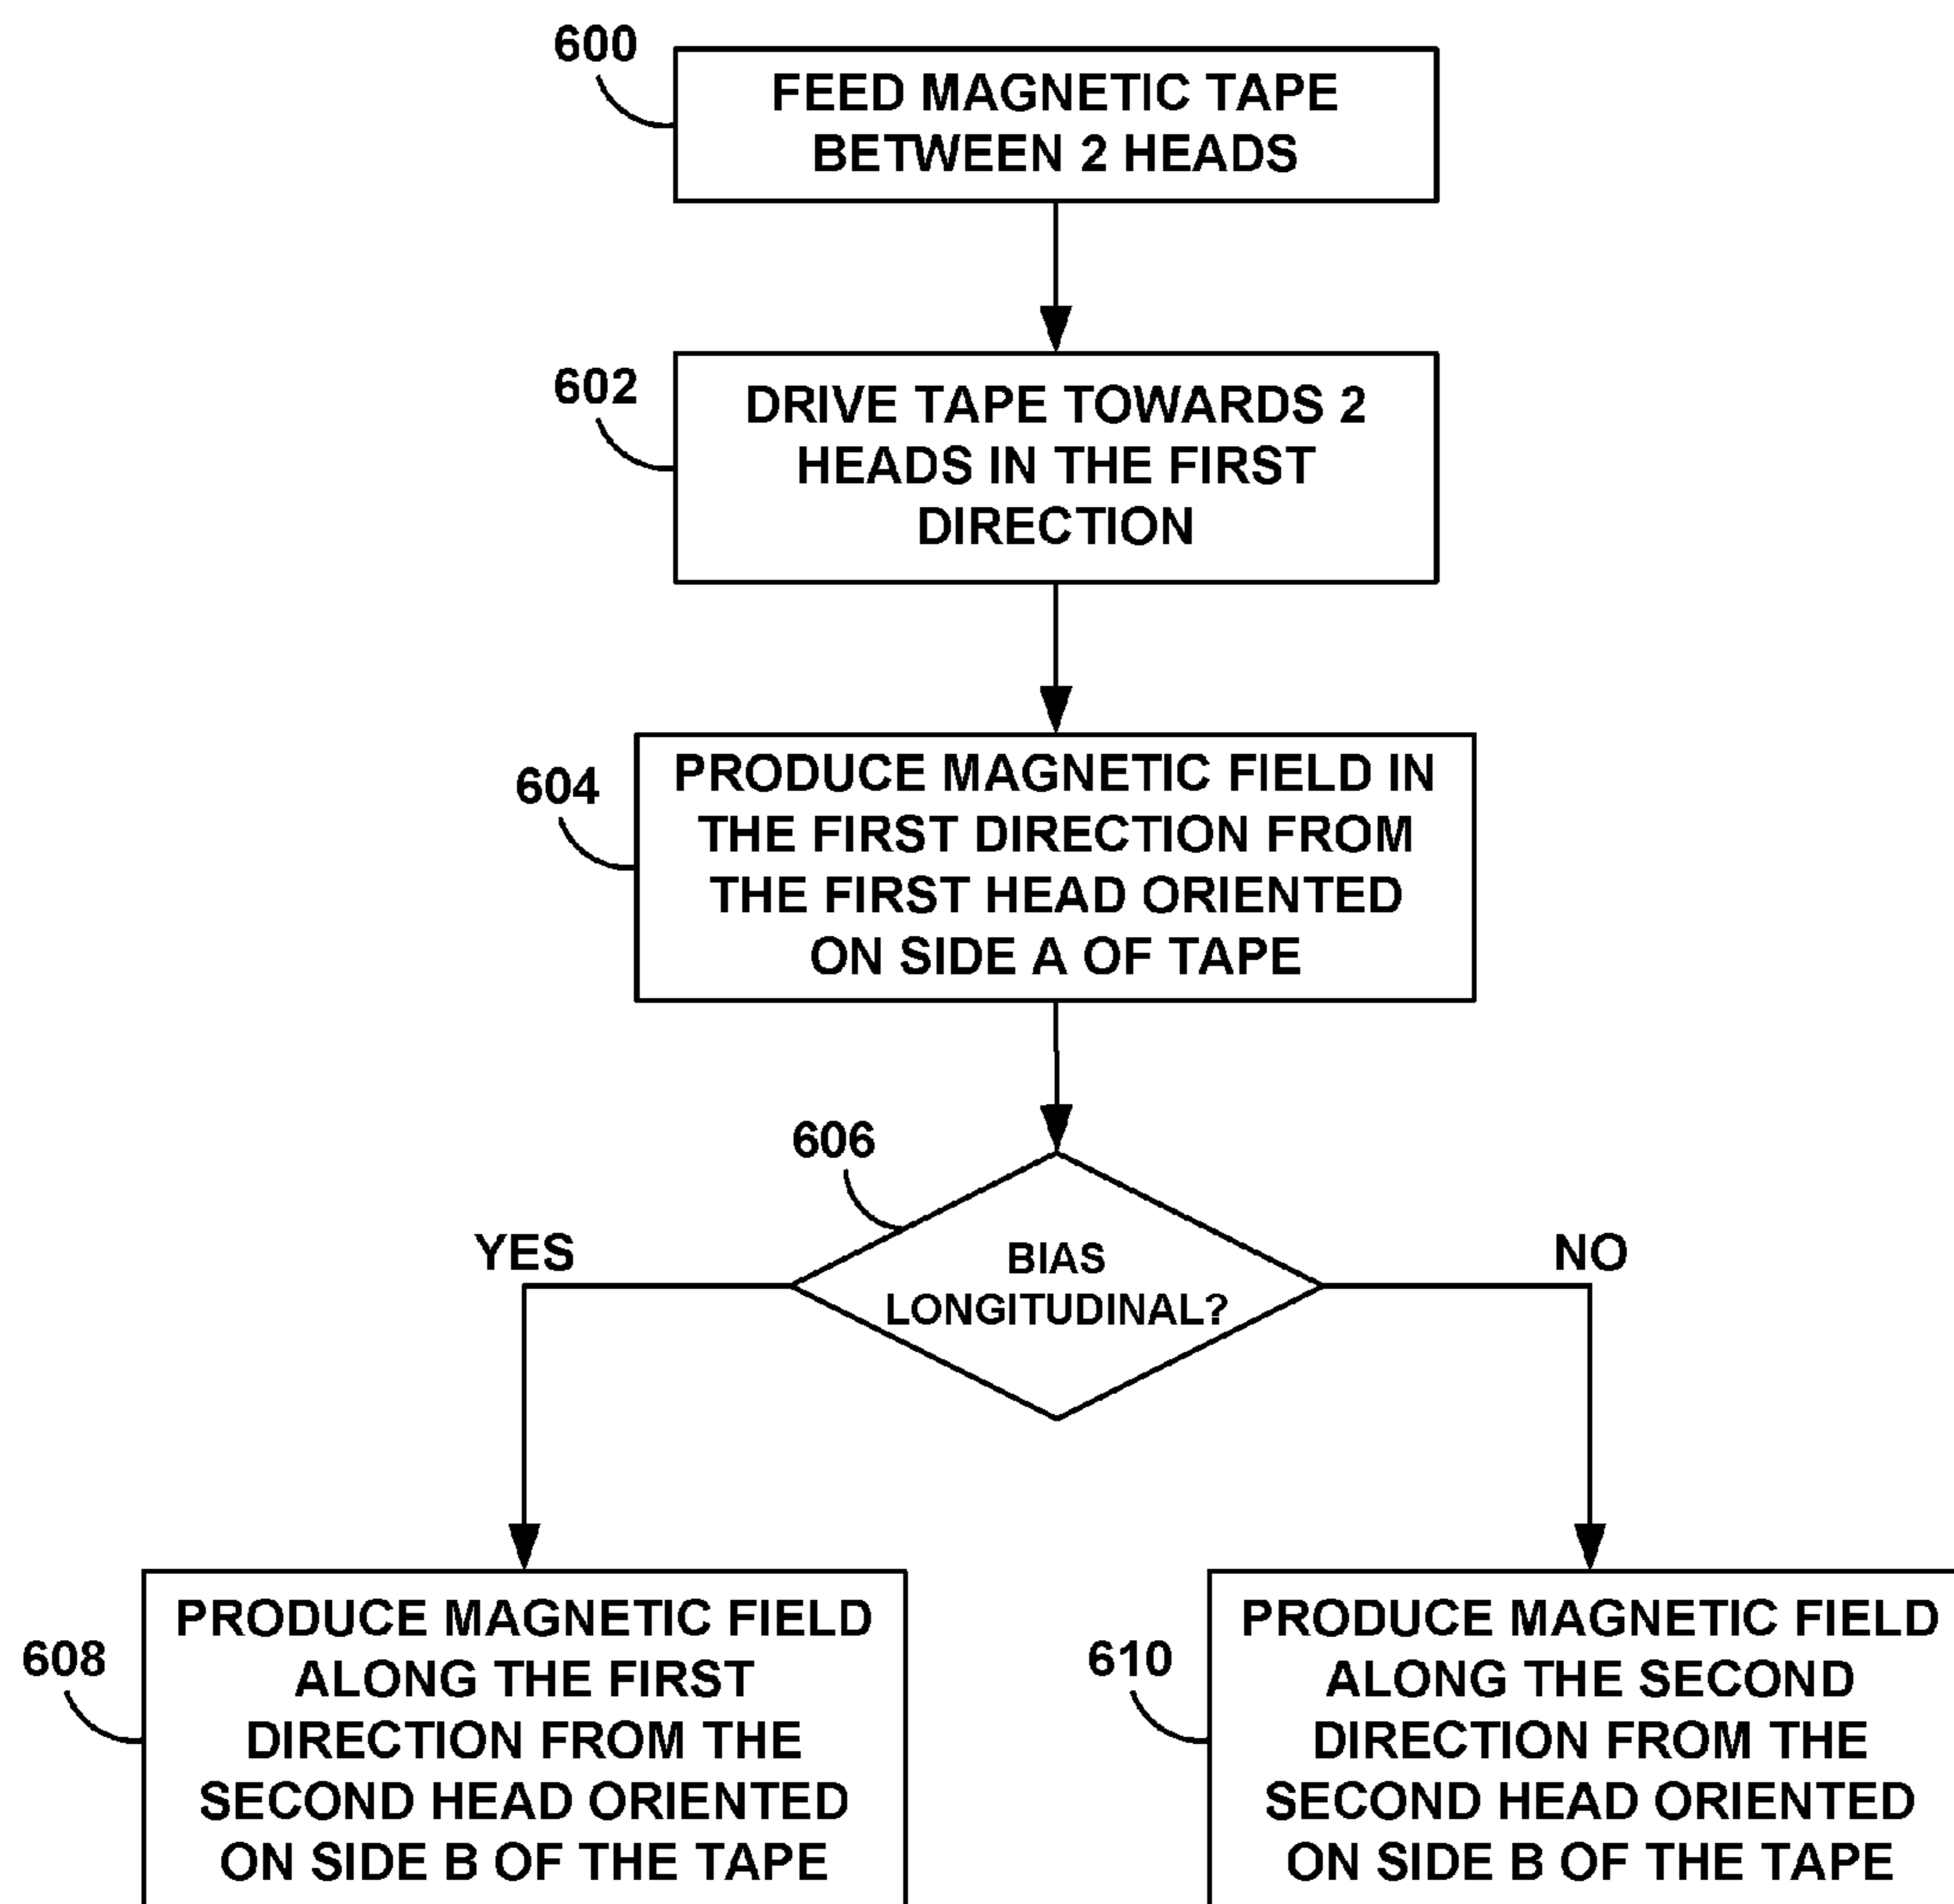 600
FEED MAGNETIC TAPE
BETWEEN 2 HEADS
602
DRIVE TAPE TOWARDS 2
HEADS IN THE FIRST
DIRECTION
604
PRODUCE MAGNETIC FIELD IN
THE FIRST DIRECTION FROM
THE FIRST HEAD ORIENTED
ON SIDE A OF TAPE
606
BIAS
LONGITUDINAL?
YES
NO
608
PRODUCE MAGNETIC FIELD
ALONG THE FIRST
DIRECTION FROM THE
SECOND HEAD ORIENTED
ON SIDE B OF THE TAPE
610
PRODUCE MAGNETIC FIELD
ALONG THE SECOND
DIRECTION FROM THE
SECOND HEAD ORIENTED
ON SIDE B OF THE TAPE